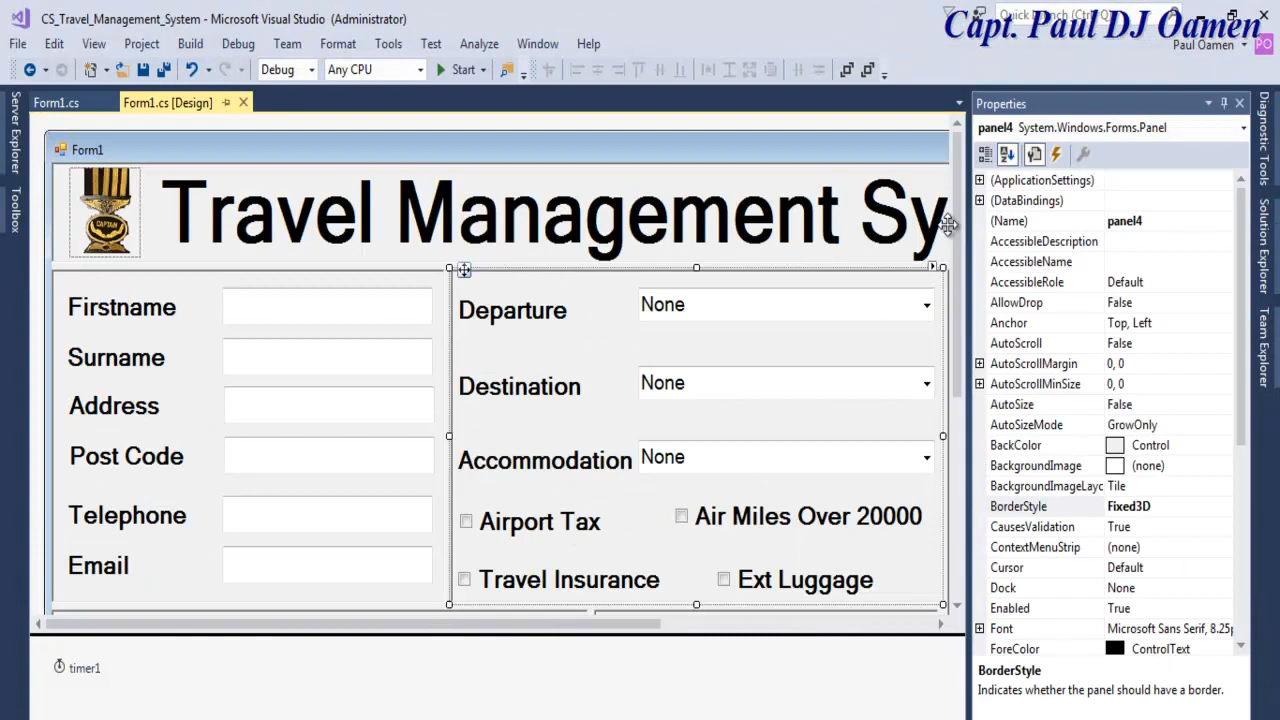 CS_Travel_Management_System - Microsoft Visual Studio (Administrator)
Capt. Paul DJ Oamen
File Edit View Project Build Debug Team Format Tools Test Analyze Window Help
Paul Oamen PO
Debug Any CPU Start
Form1.cs Form1.cs [Design]
Server Explorer
Toolbox
Form1
CAPTAIN
Travel Management Sy
Firstname
Surname
Address
Post Code
Telephone
Email
Departure None
Destination None
Accommodation None
Airport Tax Air Miles Over 20000
Travel Insurance Ext Luggage
timer1
Properties
panel4 System.Windows.Forms.Panel
(ApplicationSettings)
(DataBindings)
(Name) panel4
AccessibleDescription
AccessibleName
AccessibleRole Default
AllowDrop False
Anchor Top, Left
AutoScroll False
AutoScrollMargin 0, 0
AutoScrollMinSize 0, 0
AutoSize False
AutoSizeMode GrowOnly
BackColor Control
BackgroundImage (none)
BackgroundImageLayc Tile
BorderStyle Fixed3D
CausesValidation True
ContextMenuStrip (none)
Cursor Default
Dock None
Enabled True
Font Microsoft Sans Serif, 8.25p
ForeColor ControlText
BorderStyle
Indicates whether the panel should have a border.
Diagnostic Tools
Solution Explorer
Team Explorer